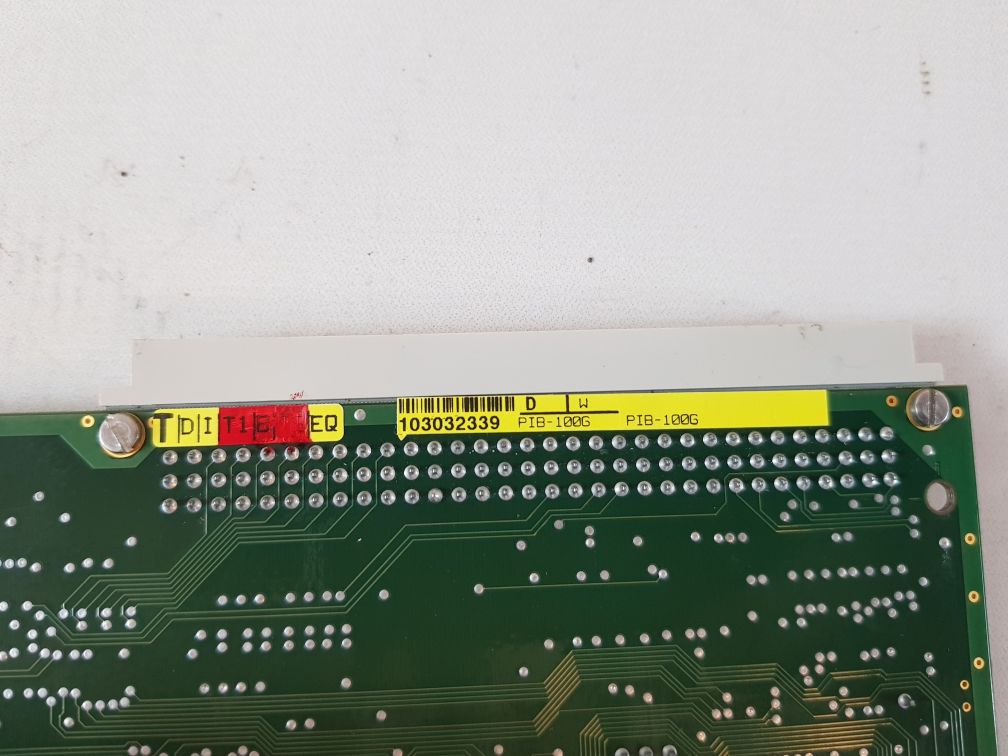 T D I T1 B EQ
D W
103032339 PIB-100G PIB-100G